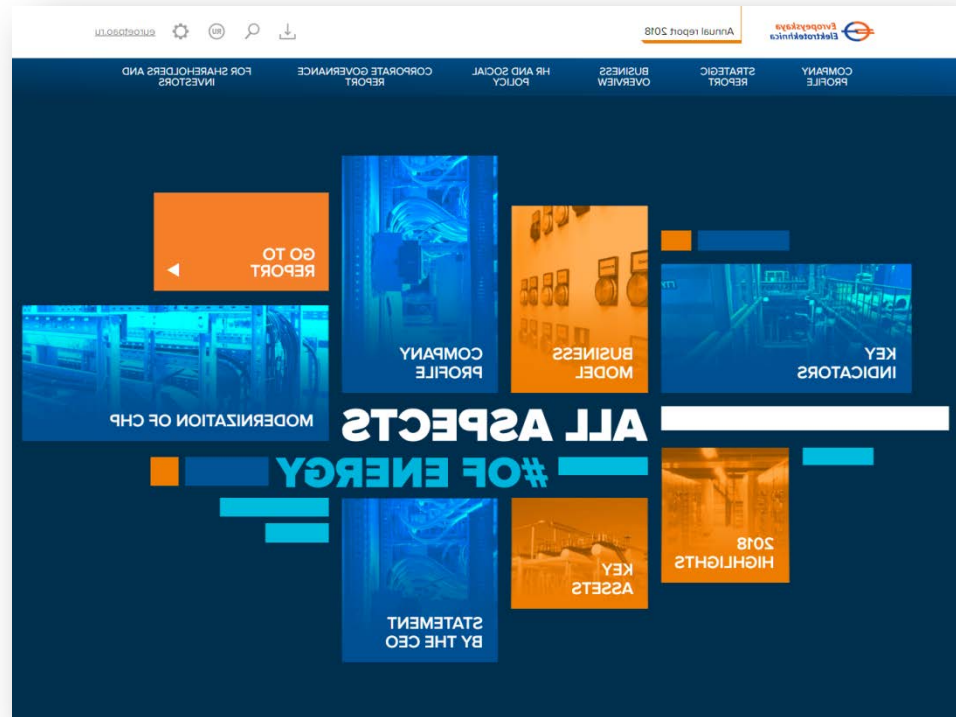 Evropeyskaya
Elektrotekhnica
Annual report 2018
RU
euroetpao.ru
COMPANY
PROFILE
STRATEGIC
REPORT
BUSINESS
OVERVIEW
HR AND SOCIAL
POLICY
CORPORATE GOVERNANCE
REPORT
FOR SHAREHOLDERS AND
INVESTORS
KEY
INDICATORS
BUSINESS
MODEL
COMPANY
PROFILE
GO TO
REPORT
MODERNIZATION OF CHP
ALL ASPECTS
#OF ENERGY
2018
HIGHLIGHTS
KEY
ASSETS
STATEMENT
BY THE CEO